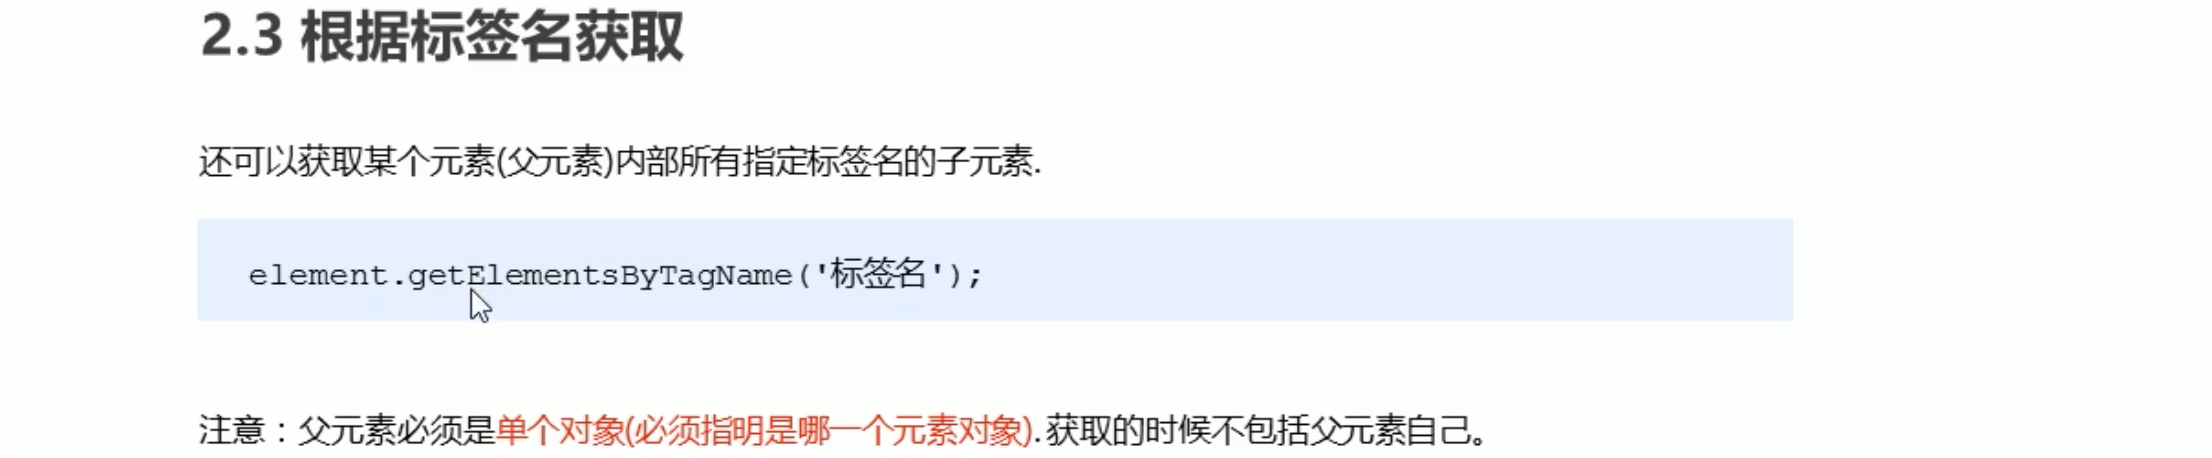 2.3 根据标签名获取
还可以获取某个元素(父元素)内部所有指定标签名的子元素.
element.getElementsByTagName('标签名');
注意：父元素必须是单个对象(必须指明是哪一个元素对象). 获取的时候不包括父元素自己。